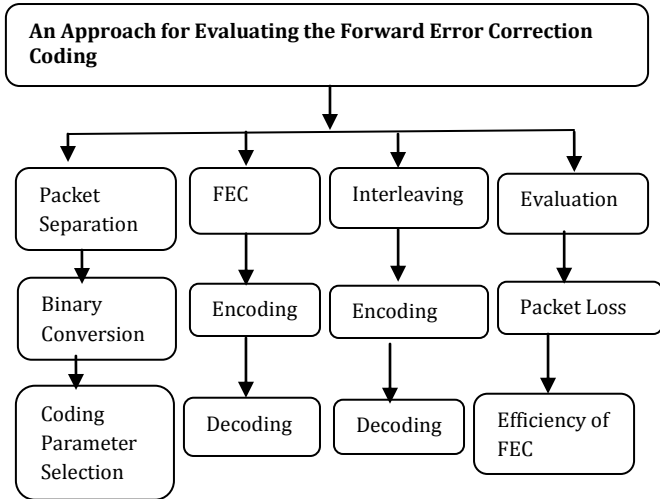 An Approach for Evaluating the Forward Error Correction
Coding
Packet
Separation
FEC
Interleaving
Evaluation
Binary
Conversion
Encoding
Encoding
Packet Loss
Coding
Parameter
Selection
Decoding
Decoding
Efficiency of
FEC